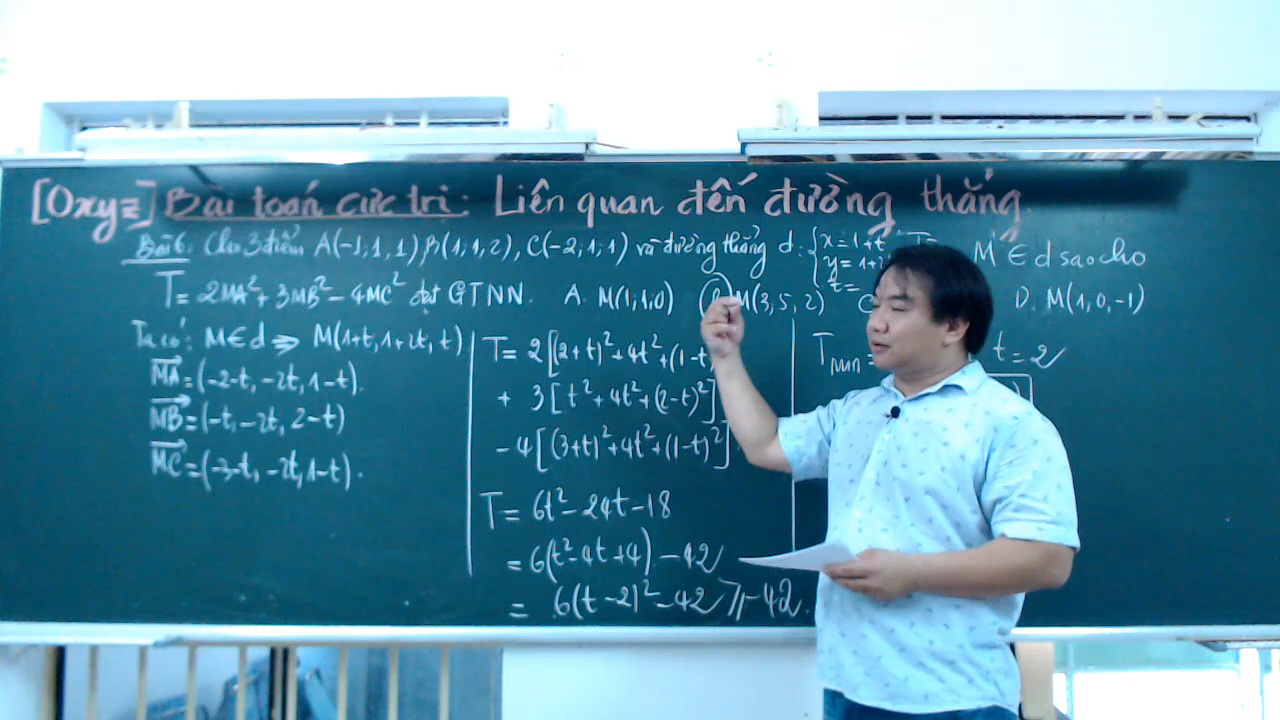 [Oxyz] Bài toán cực trị: Liên quan đến đường thẳng.
Bài 6: Cho 3 điểm A(-1;1;1) B(1;1;2), C(-2;1;1) và đường thẳng d: { x=1+t M ∈ d sao cho
y=1+2
z=
T = 2MA² + 3MB² - 4MC² đạt GTNN. A. M(1;1;0) M(3;5;2) C D. M(1,0,-1)
Ta có: M ∈ d ⇒ M(1+t, 1+2t, t)
MA = (-2-t, -2t, 1-t).
MB = (-t, -2t, 2-t)
MC = (-3-t, -2t, 1-t).
T = 2[(2+t)² + 4t² + (1-t
+ 3[t² + 4t² + (2-t)²]
- 4[(3+t)² + 4t² + (1-t)²]
T = 6t² - 24t - 18
= 6(t² - 4t + 4) - 42
= 6(t-2)² - 42 ⩾ -42.
Tmin = t = 2